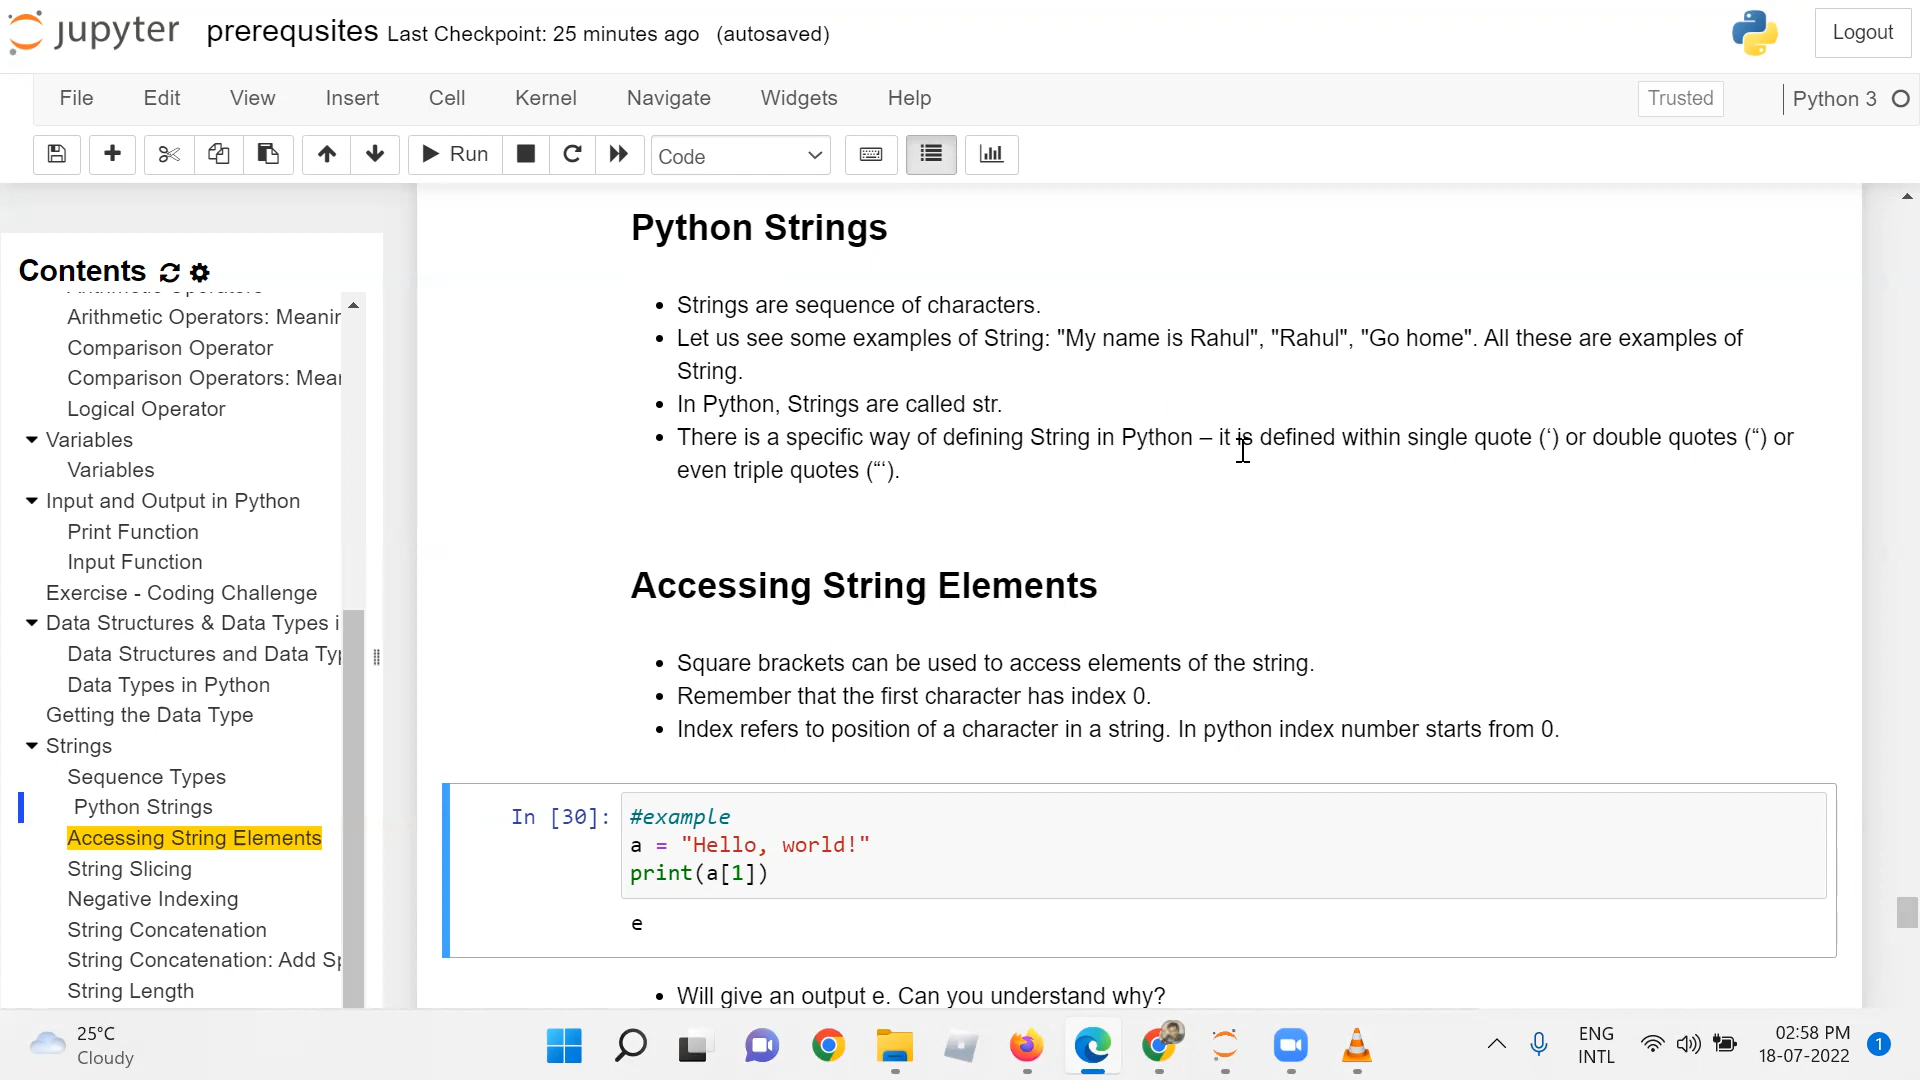 jupyter prerequsites Last Checkpoint: 25 minutes ago (autosaved)
Logout
File Edit View Insert Cell Kernel Navigate Widgets Help
Trusted
Python 3
Run
Code
Contents
Arithmetic Operators: Meanir
Comparison Operator
Comparison Operators: Mea
Logical Operator
Variables
Variables
Input and Output in Python
Print Function
Input Function
Exercise - Coding Challenge
Data Structures & Data Types i
Data Structures and Data Typ
Data Types in Python
Getting the Data Type
Strings
Sequence Types
Python Strings
Accessing String Elements
String Slicing
Negative Indexing
String Concatenation
String Concatenation: Add Sp
String Length
Python Strings
• Strings are sequence of characters.
• Let us see some examples of String: "My name is Rahul", "Rahul", "Go home". All these are examples of
String.
• In Python, Strings are called str.
• There is a specific way of defining String in Python – it is defined within single quote (‘) or double quotes (“) or
even triple quotes (“‘).
Accessing String Elements
• Square brackets can be used to access elements of the string.
• Remember that the first character has index 0.
• Index refers to position of a character in a string. In python index number starts from 0.
In [30]:
#example
a = "Hello, world!"
print(a[1])
e
• Will give an output e. Can you understand why?
25°C
Cloudy
ENG
INTL
02:58 PM
18-07-2022
1